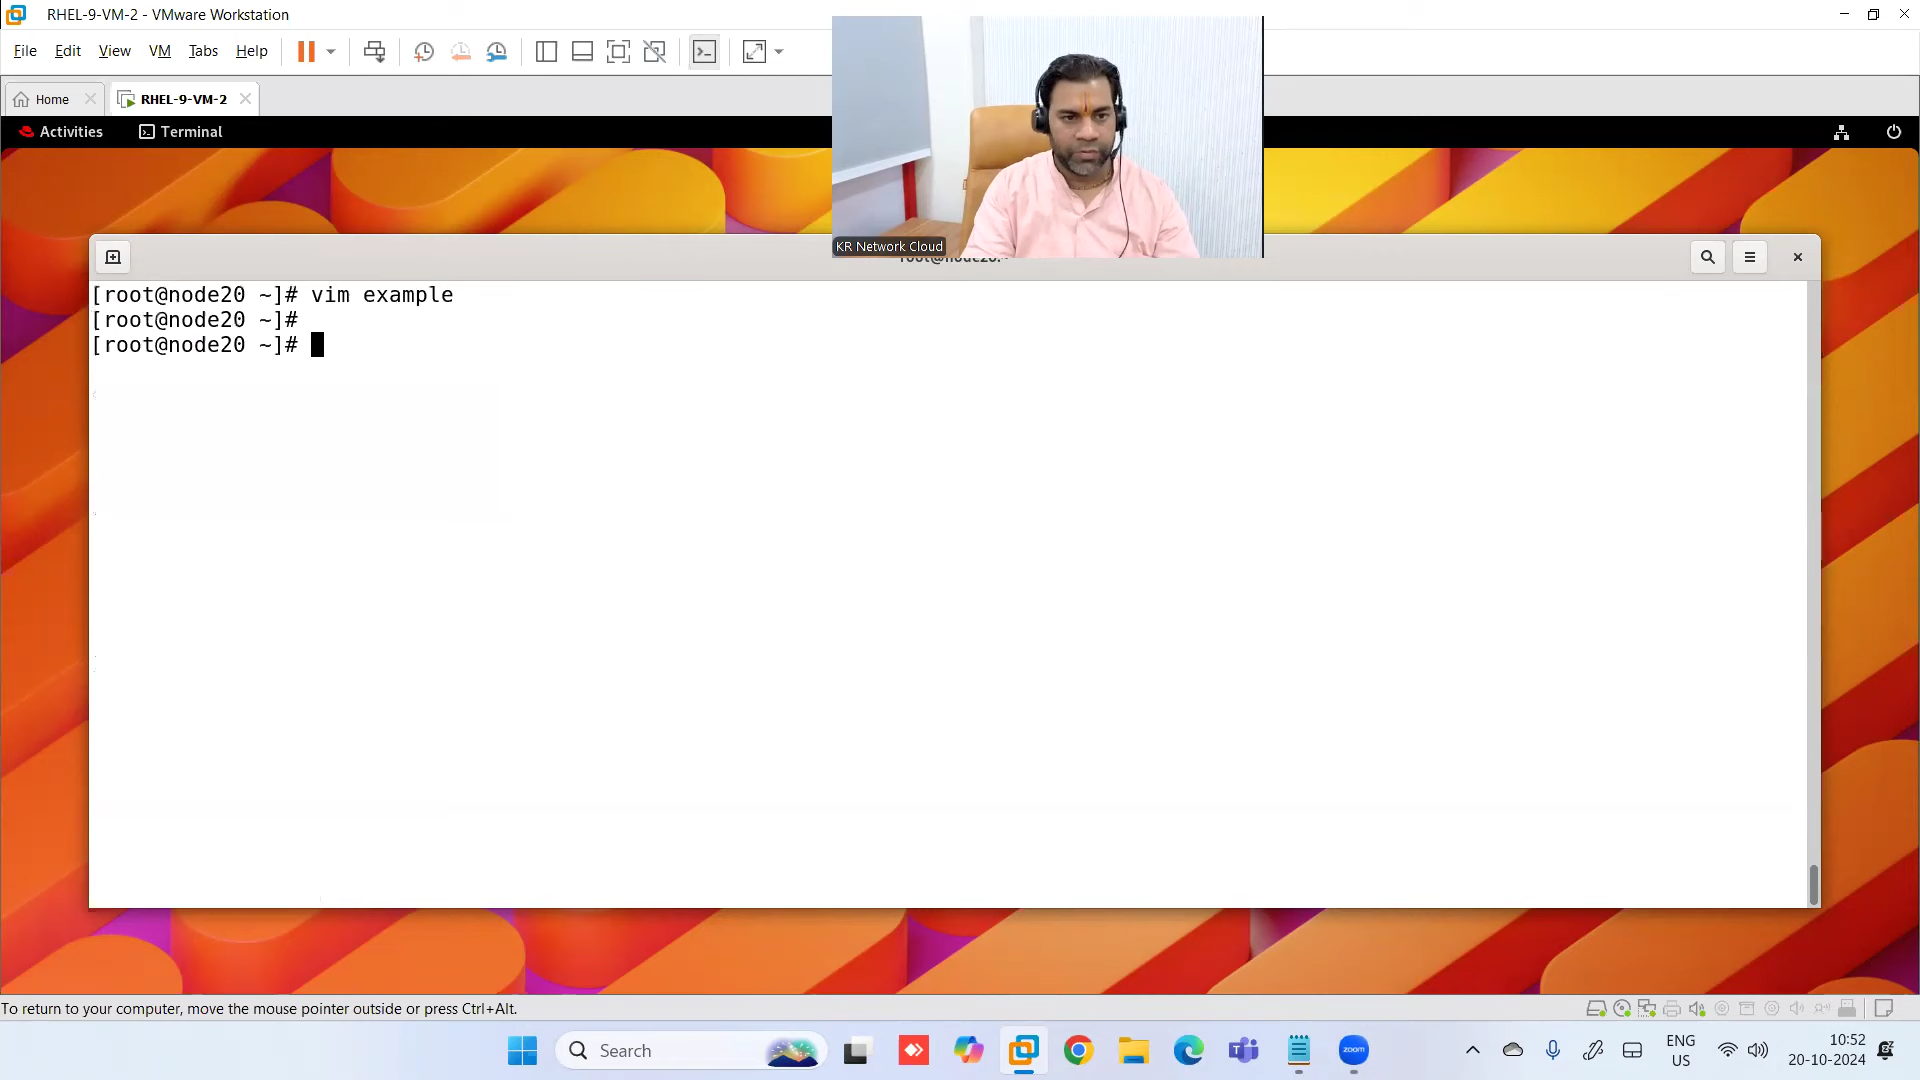 RHEL-9-VM-2 - VMware Workstation
File Edit View VM Tabs Help
Home RHEL-9-VM-2
Activities Terminal
KR Network Cloud
[root@node20 ~]# vim example
[root@node20 ~]#
[root@node20 ~]#
To return to your computer, move the mouse pointer outside or press Ctrl+Alt.
Search
zoom
ENG
US
10:52
20-10-2024